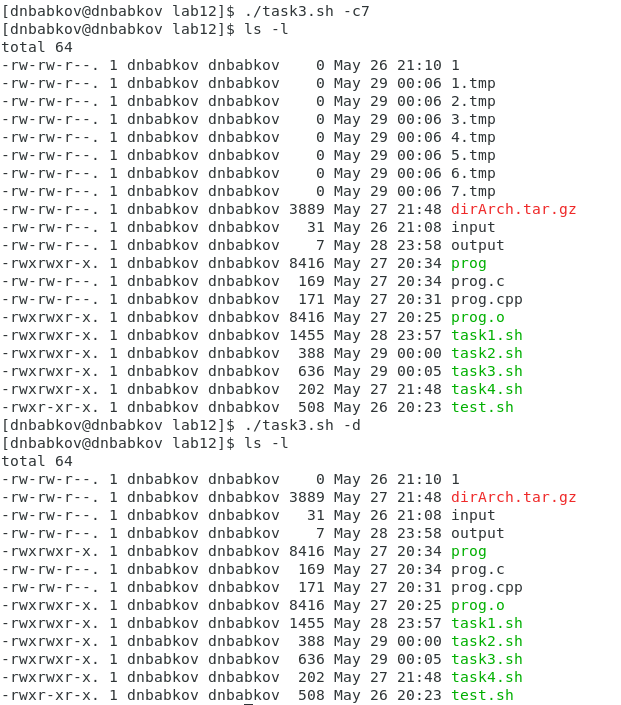 [dnbabkov@dnbabkov lab12]$ ./task3.sh -c7
[dnbabkov@dnbabkov lab12]$ ls -l
total 64
-rw-rw-r--. 1 dnbabkov dnbabkov    0 May 26 21:10 1
-rw-rw-r--. 1 dnbabkov dnbabkov    0 May 29 00:06 1.tmp
-rw-rw-r--. 1 dnbabkov dnbabkov    0 May 29 00:06 2.tmp
-rw-rw-r--. 1 dnbabkov dnbabkov    0 May 29 00:06 3.tmp
-rw-rw-r--. 1 dnbabkov dnbabkov    0 May 29 00:06 4.tmp
-rw-rw-r--. 1 dnbabkov dnbabkov    0 May 29 00:06 5.tmp
-rw-rw-r--. 1 dnbabkov dnbabkov    0 May 29 00:06 6.tmp
-rw-rw-r--. 1 dnbabkov dnbabkov    0 May 29 00:06 7.tmp
-rw-rw-r--. 1 dnbabkov dnbabkov 3889 May 27 21:48 dirArch.tar.gz
-rw-rw-r--. 1 dnbabkov dnbabkov   31 May 26 21:08 input
-rw-rw-r--. 1 dnbabkov dnbabkov    7 May 28 23:58 output
-rwxrwxr-x. 1 dnbabkov dnbabkov 8416 May 27 20:34 prog
-rw-rw-r--. 1 dnbabkov dnbabkov  169 May 27 20:34 prog.c
-rw-rw-r--. 1 dnbabkov dnbabkov  171 May 27 20:31 prog.cpp
-rwxrwxr-x. 1 dnbabkov dnbabkov 8416 May 27 20:25 prog.o
-rwxrwxr-x. 1 dnbabkov dnbabkov 1455 May 28 23:57 task1.sh
-rwxrwxr-x. 1 dnbabkov dnbabkov  388 May 29 00:00 task2.sh
-rwxrwxr-x. 1 dnbabkov dnbabkov  636 May 29 00:05 task3.sh
-rwxrwxr-x. 1 dnbabkov dnbabkov  202 May 27 21:48 task4.sh
-rwxr-xr-x. 1 dnbabkov dnbabkov  508 May 26 20:23 test.sh
[dnbabkov@dnbabkov lab12]$ ./task3.sh -d
[dnbabkov@dnbabkov lab12]$ ls -l
total 64
-rw-rw-r--. 1 dnbabkov dnbabkov    0 May 26 21:10 1
-rw-rw-r--. 1 dnbabkov dnbabkov 3889 May 27 21:48 dirArch.tar.gz
-rw-rw-r--. 1 dnbabkov dnbabkov   31 May 26 21:08 input
-rw-rw-r--. 1 dnbabkov dnbabkov    7 May 28 23:58 output
-rwxrwxr-x. 1 dnbabkov dnbabkov 8416 May 27 20:34 prog
-rw-rw-r--. 1 dnbabkov dnbabkov  169 May 27 20:34 prog.c
-rw-rw-r--. 1 dnbabkov dnbabkov  171 May 27 20:31 prog.cpp
-rwxrwxr-x. 1 dnbabkov dnbabkov 8416 May 27 20:25 prog.o
-rwxrwxr-x. 1 dnbabkov dnbabkov 1455 May 28 23:57 task1.sh
-rwxrwxr-x. 1 dnbabkov dnbabkov  388 May 29 00:00 task2.sh
-rwxrwxr-x. 1 dnbabkov dnbabkov  636 May 29 00:05 task3.sh
-rwxrwxr-x. 1 dnbabkov dnbabkov  202 May 27 21:48 task4.sh
-rwxr-xr-x. 1 dnbabkov dnbabkov  508 May 26 20:23 test.sh